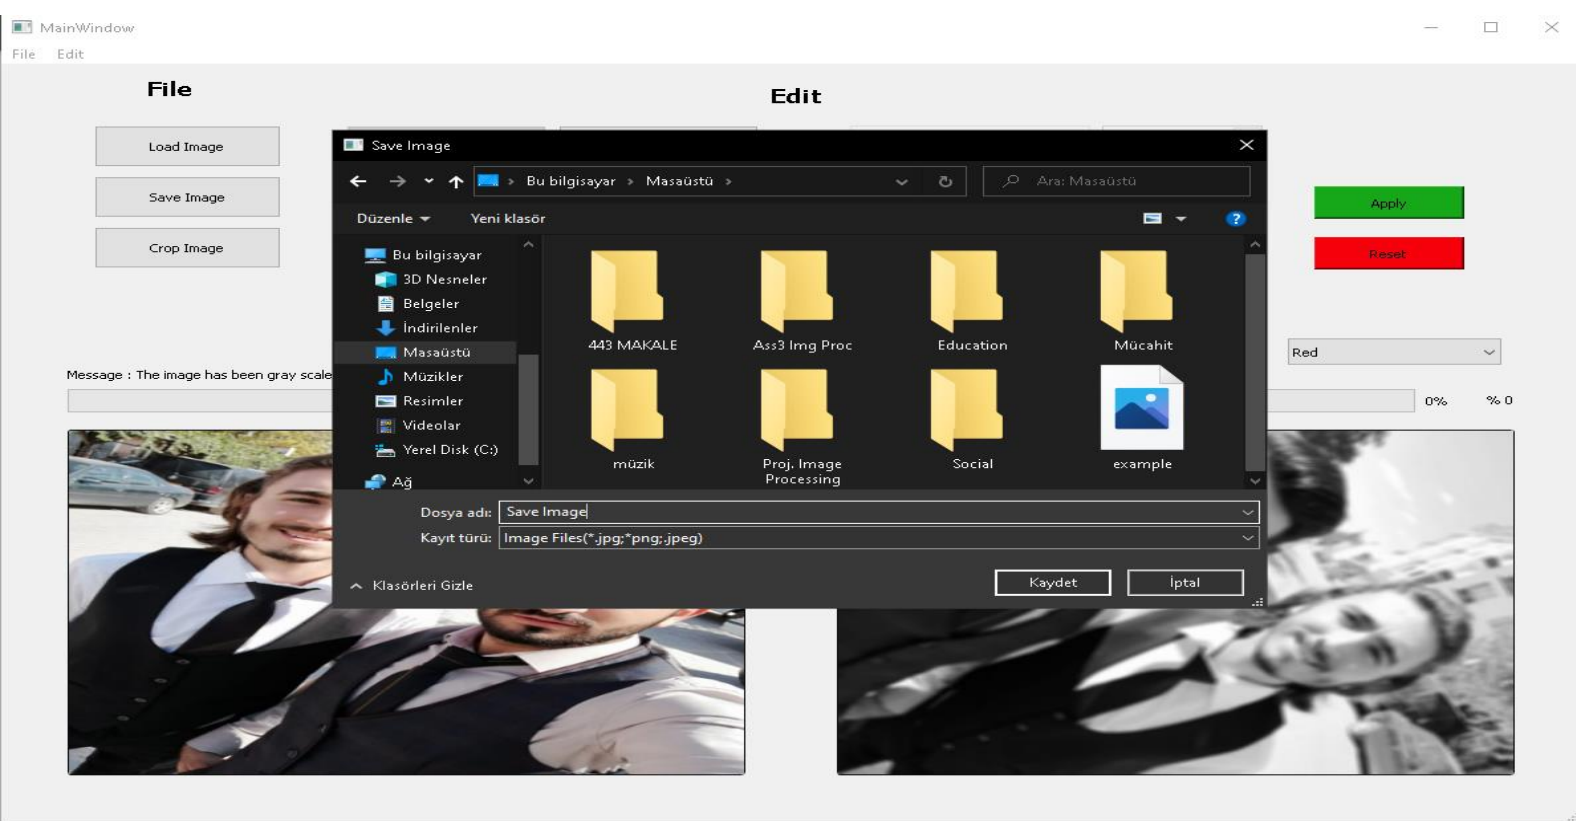 MainWindow
File Edit
File
Edit
Load Image
Save Image
Crop Image
Apply
Reset
Red
Message : The image has been gray scale
0% % 0
Save Image
Bu bilgisayar > Masaüstü >
Ara: Masaüstü
Düzenle Yeni klasör
Bu bilgisayar
3D Nesneler
Belgeler
İndirilenler
Masaüstü
Müzikler
Resimler
Videolar
Yerel Disk (C:)
Ağ
443 MAKALE
Ass3 Img Proc
Education
Mücahit
müzik
Proj. Image
Processing
Social
example
Dosya adı: Save Image
Kayıt türü: Image Files(*.jpg;*png;.jpeg)
Klasörleri Gizle
Kaydet
İptal